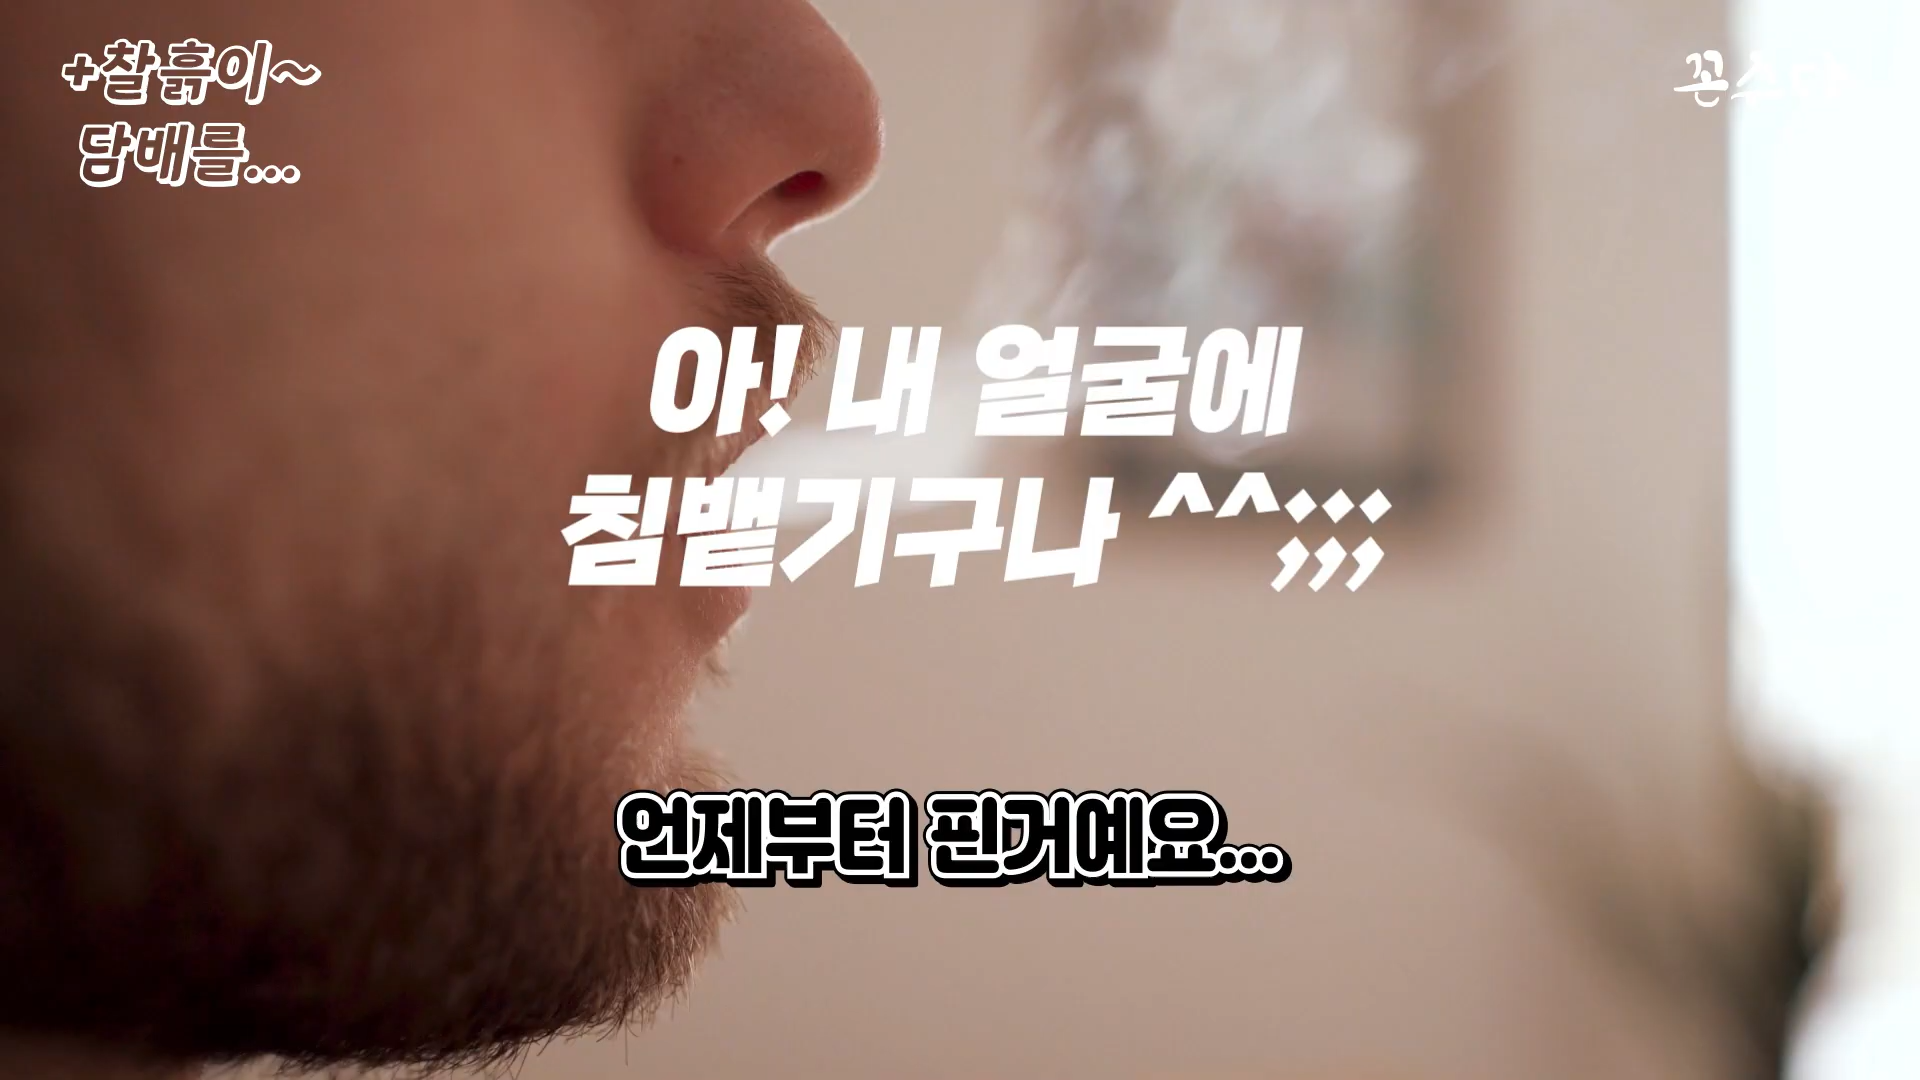 +찰흙이~
담배를...
아! 내 얼굴에
침뱉기구나 ^^;;;
언제부터 핀거예요...